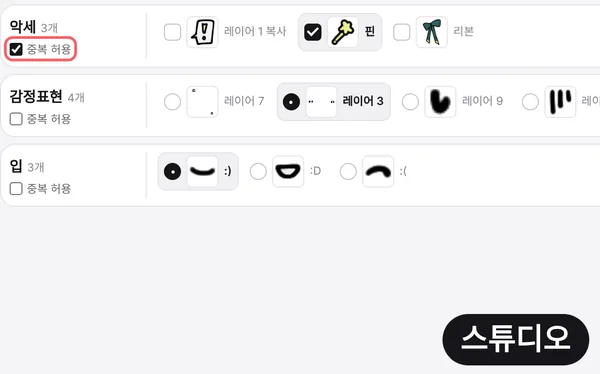 악세 3개
중복 허용
레이어 1 복사
핀
리본
감정표현 4개
중복 허용
레이어 7
레이어 3
레이어 9
레이
입 3개
중복 허용
:)
:D
:(
스튜디오